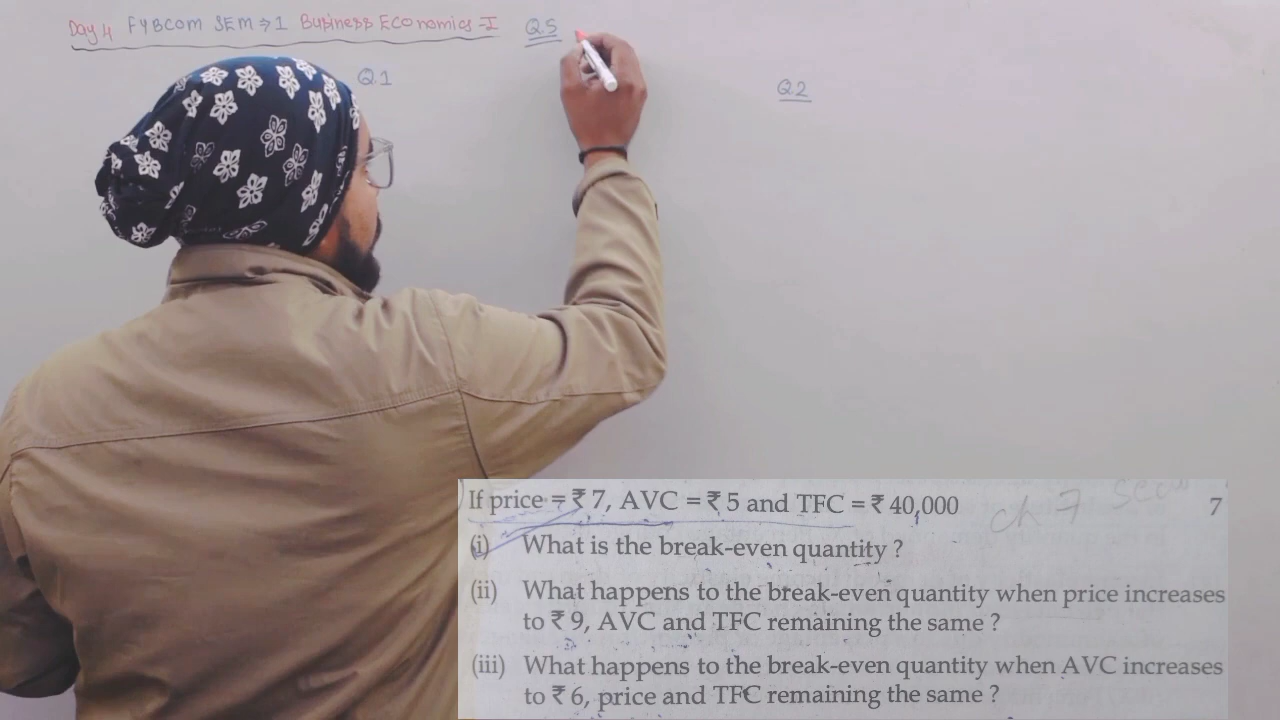 Day 4 FYBCOM SEM ⇒ 1 Business Economics - I Q.5
Q.1
Q.2
If price = ₹ 7, AVC = ₹ 5 and TFC = ₹ 40,000 7
ch 7
(i) What is the break-even quantity ?
(ii) What happens to the break-even quantity when price increases
to ₹ 9, AVC and TFC remaining the same ?
(iii) What happens to the break-even quantity when AVC increases
to ₹ 6, price and TFC remaining the same ?